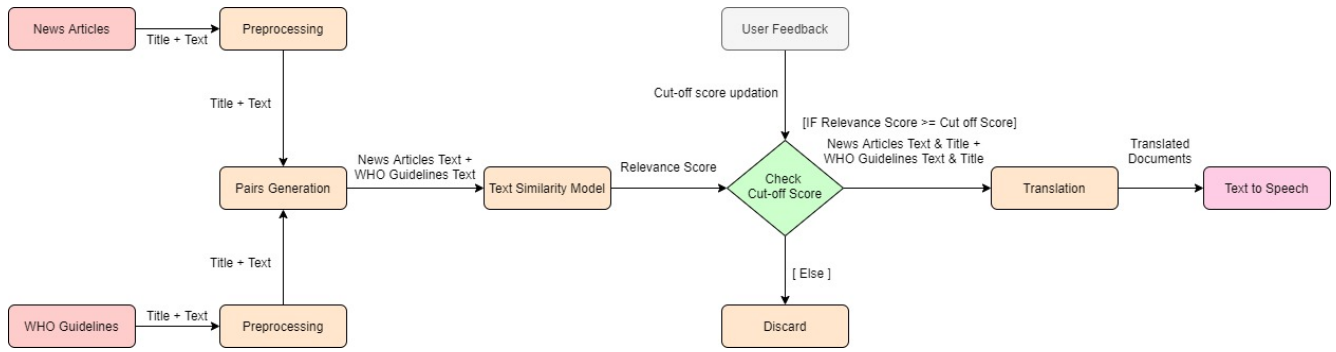 News Articles
Title + Text
Preprocessing
User Feedback
Title + Text
Cut-off score updation
[IF Relevance Score >= Cut off Score]
News Articles Text & Title +
WHO Guidelines Text & Title
Translated
Documents
News Articles Text +
WHO Guidelines Text
Relevance Score
Pairs Generation
Text Similarity Model
Check
Cut-off Score
Translation
Text to Speech
Title + Text
[ Else ]
WHO Guidelines
Title + Text
Preprocessing
Discard